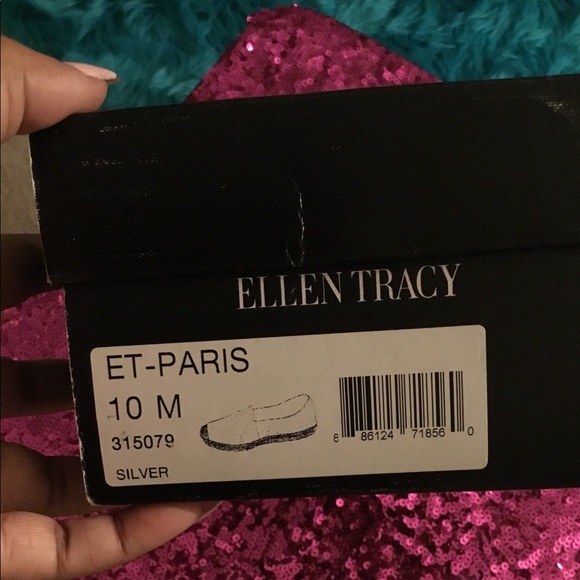 ELLEN TRACY
ET-PARIS
10 M
315079
SILVER
8 86124 71856 0